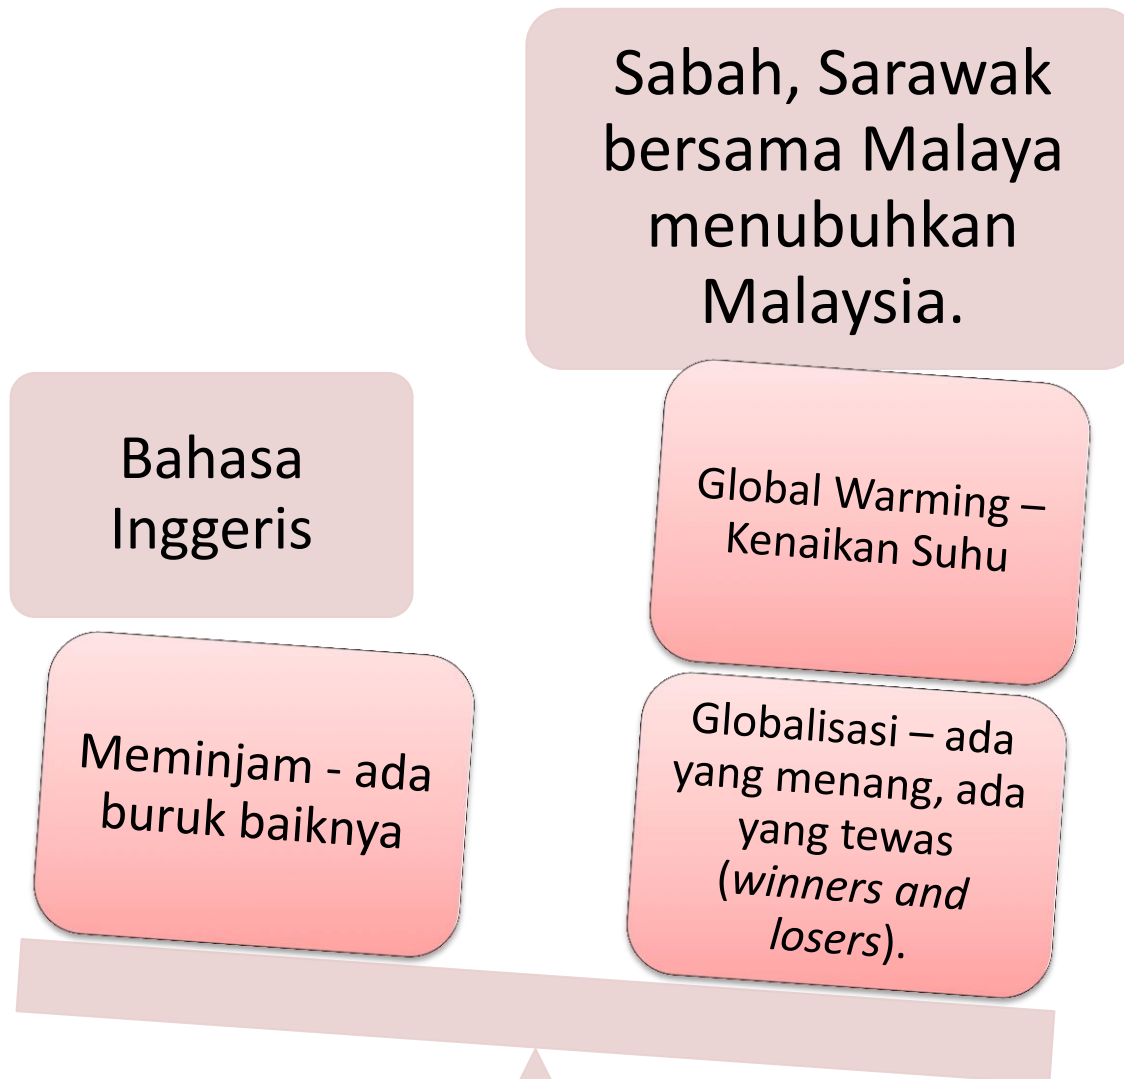 Sabah, Sarawak
bersama Malaya
menubuhkan
Malaysia.
Bahasa
Inggeris
Global Warming –
Kenaikan Suhu
Meminjam - ada
buruk baiknya
Globalisasi – ada
yang menang, ada
yang tewas
(winners and
losers).